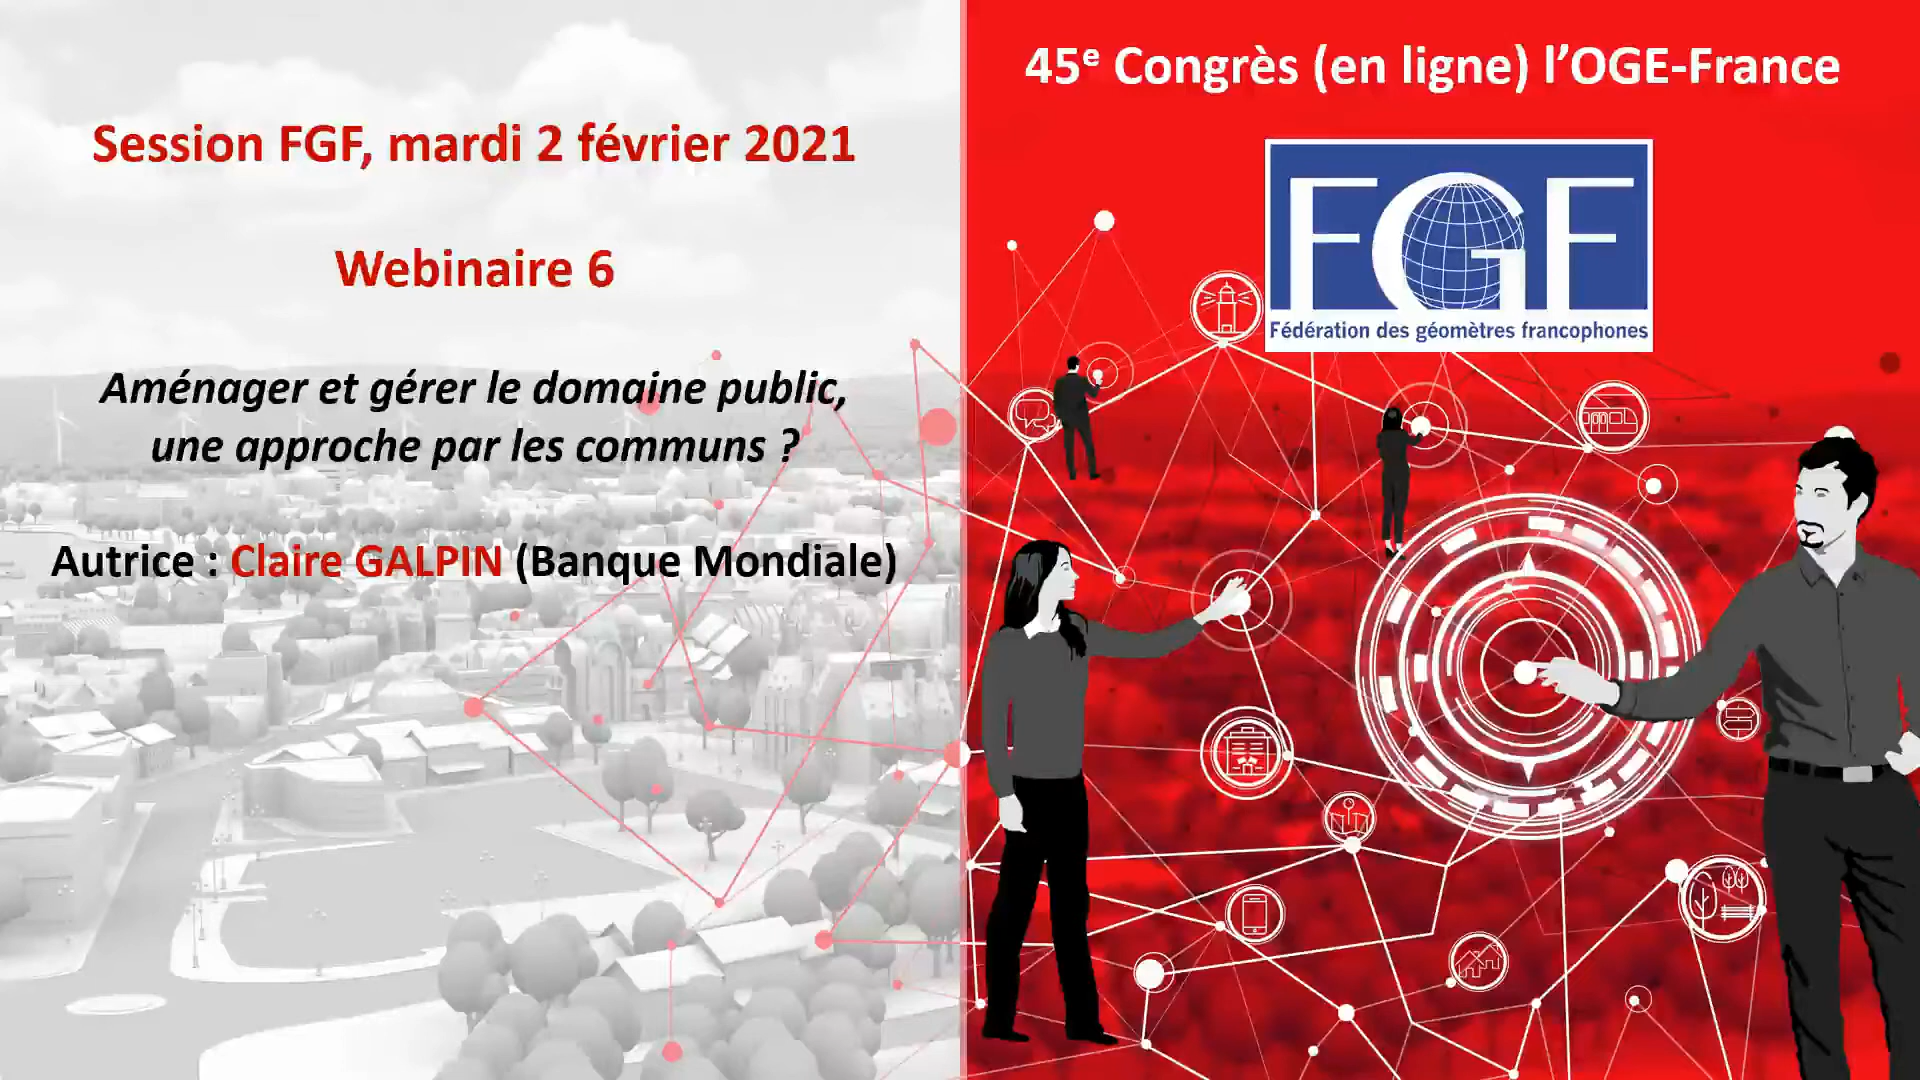 Session FGF, mardi 2 février 2021
Webinaire 6
Aménager et gérer le domaine public,
une approche par les communs ?
Autrice : Claire GALPIN (Banque Mondiale)
45e Congrès (en ligne) l’OGE-France
FGF
Fédération des géomètres francophones